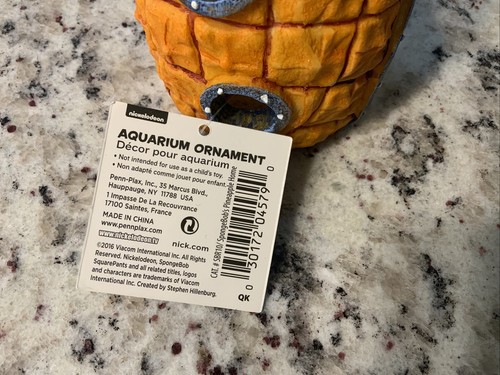 nickelodeon
AQUARIUM ORNAMENT
Décor pour aquarium
• Not intended for use as a child's toy.
• Non adapté comme jouet pour enfant.
Penn-Plax, Inc., 35 Marcus Blvd.,
Hauppauge, NY 11788 USA
1 Impasse De La Recouvrance
17100 Saintes, France
MADE IN CHINA
www.pennplax.com
www.nickelodeon.tv
nick.com
©2016 Viacom International Inc. All Rights
Reserved. Nickelodeon, SpongeBob
SquarePants and all related titles, logos
and characters are trademarks of Viacom
International Inc. Created by Stephen Hillenburg.
CAT. # SBR10/ SpongeBob's Pineapple Home
0 30172 04579 0
QK